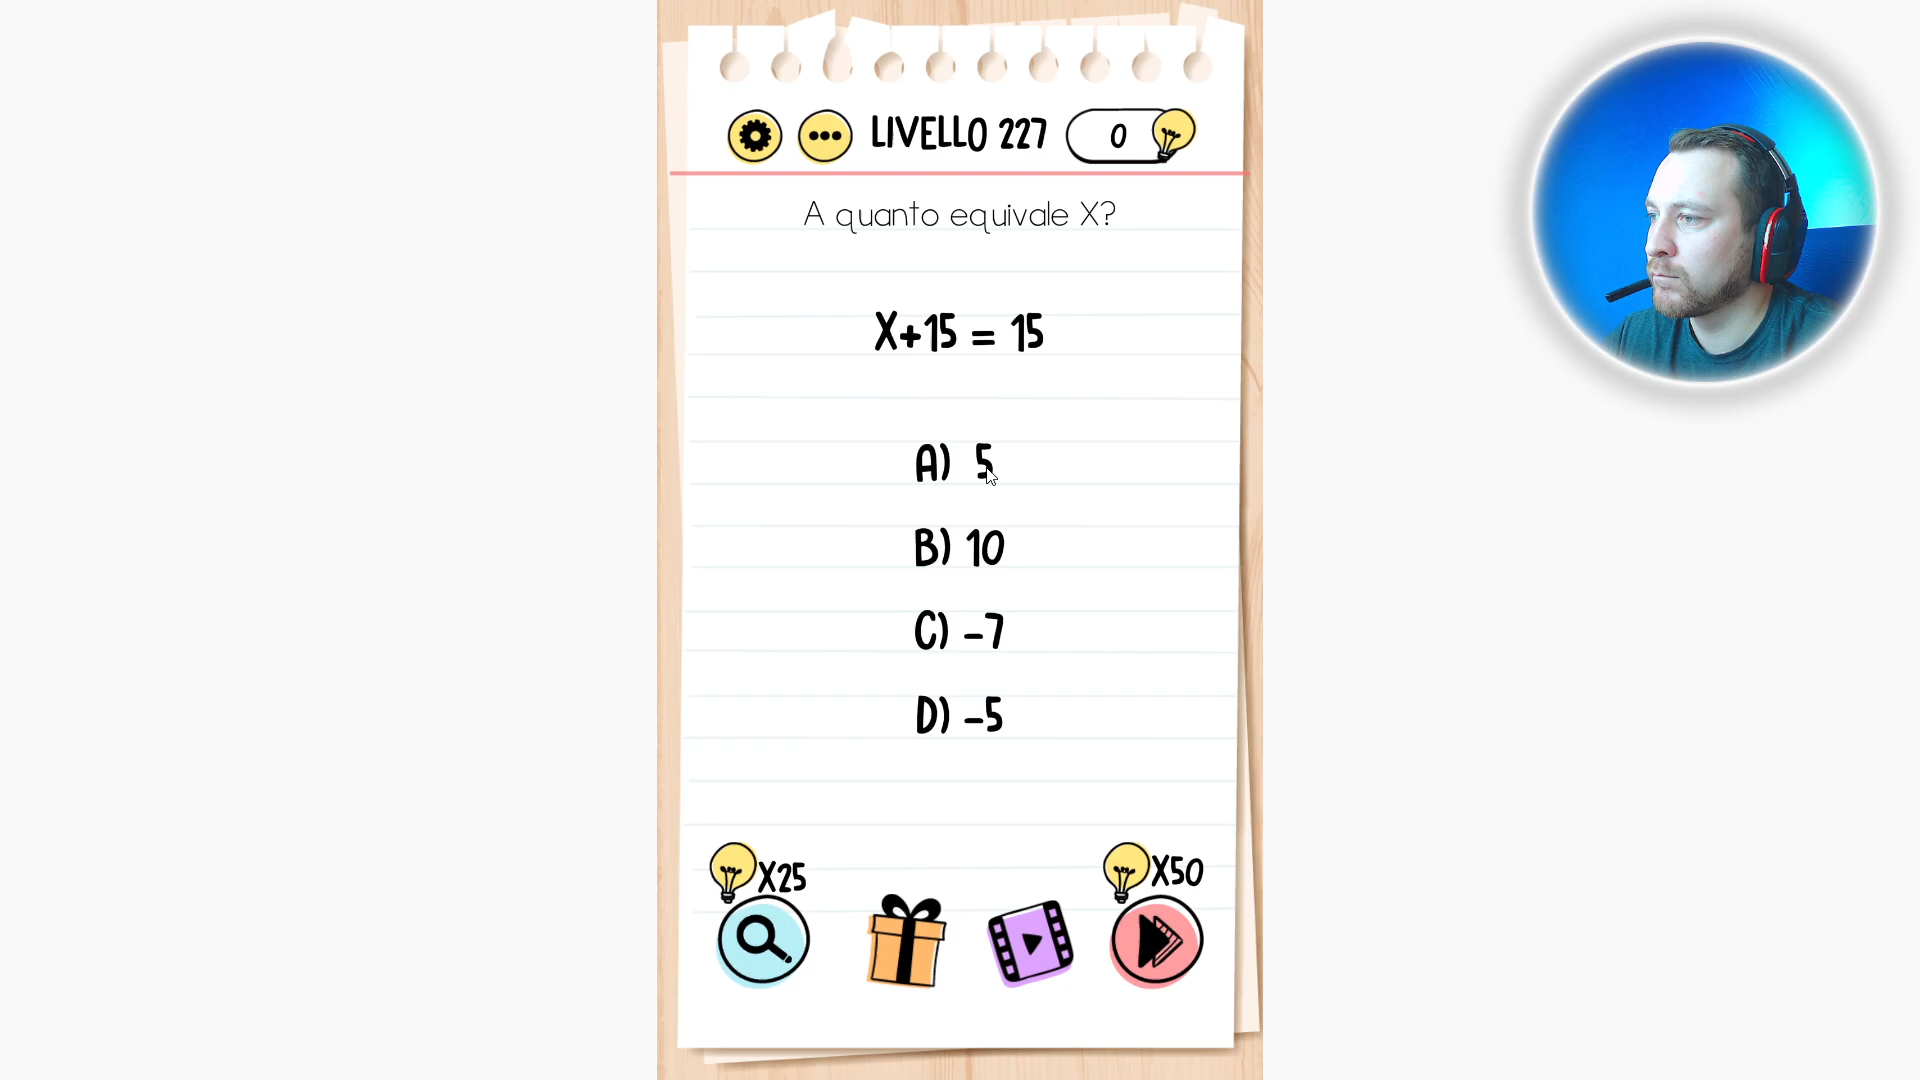 LIVELLO 227
0
A quanto equivale X?
X+15 = 15
A) 5
B) 10
C) -7
D) -5
X25
X50